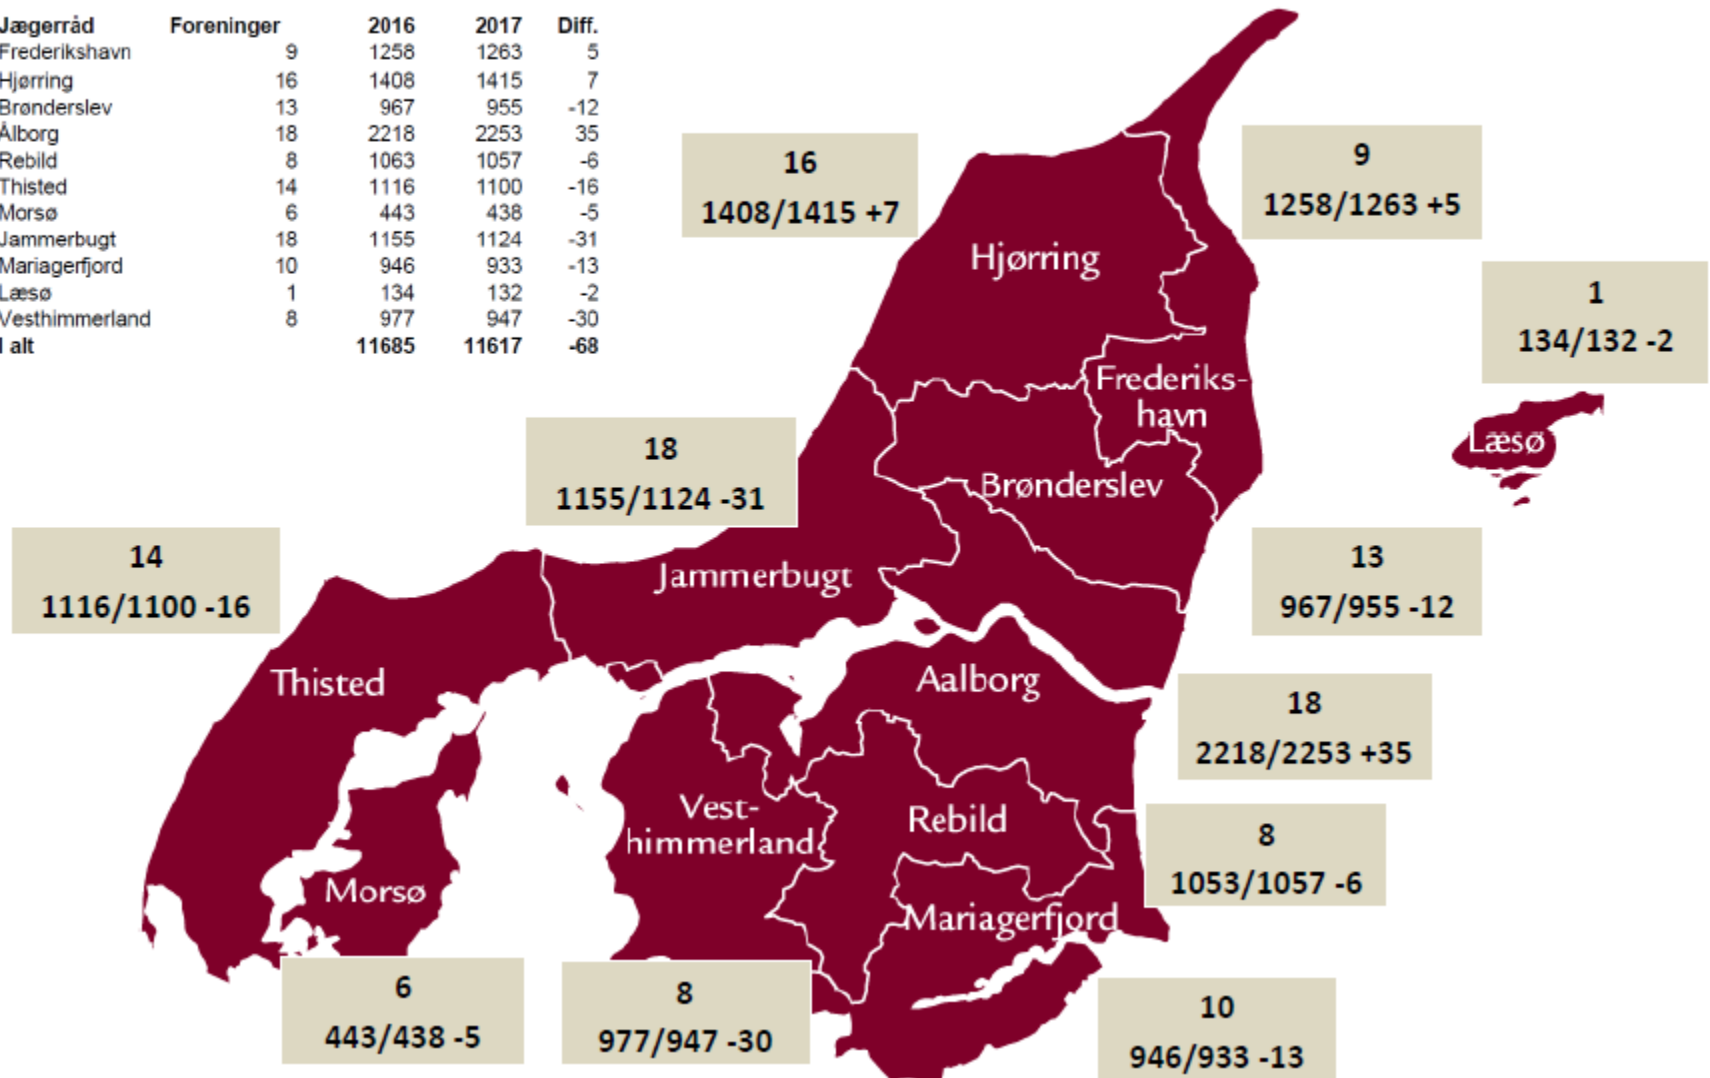 Jægerråd Foreninger 2016 2017 Diff.
Frederikshavn 9 1258 1263 5
Hjørring 16 1408 1415 7
Brønderslev 13 967 955 -12
Ålborg 18 2218 2253 35
Rebild 8 1063 1057 -6
Thisted 14 1116 1100 -16
Morsø 6 443 438 -5
Jammerbugt 18 1155 1124 -31
Mariagerfjord 10 946 933 -13
Læsø 1 134 132 -2
Vesthimmerland 8 977 947 -30
I alt 11685 11617 -68
16
1408/1415 +7
9
1258/1263 +5
Hjørring
1
134/132 -2
Frederiks-
havn
Læsø
18
1155/1124 -31
Brønderslev
14
1116/1100 -16
Jammerbugt
13
967/955 -12
Thisted
Aalborg
18
2218/2253 +35
Vest-
himmerland
Rebild
8
1053/1057 -6
Morsø
Mariagerfjord
6
443/438 -5
8
977/947 -30
10
946/933 -13